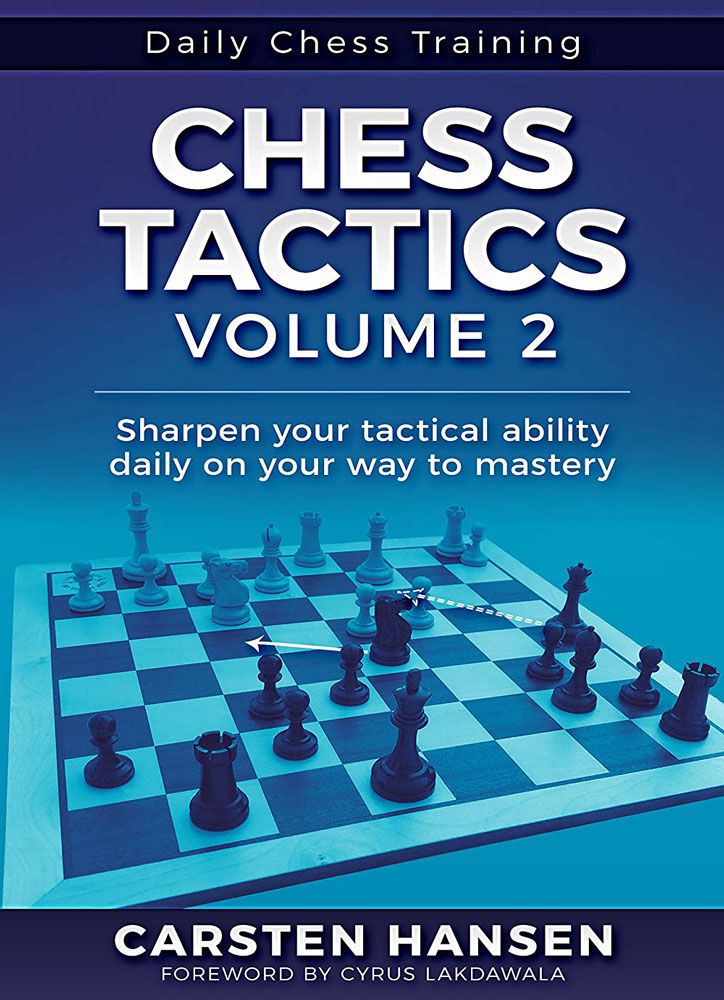 Daily Chess Training
CHESS
TACTICS
VOLUME 2
Sharpen your tactical ability
daily on your way to mastery
CARSTEN HANSEN
FOREWORD BY CYRUS LAKDAWALA